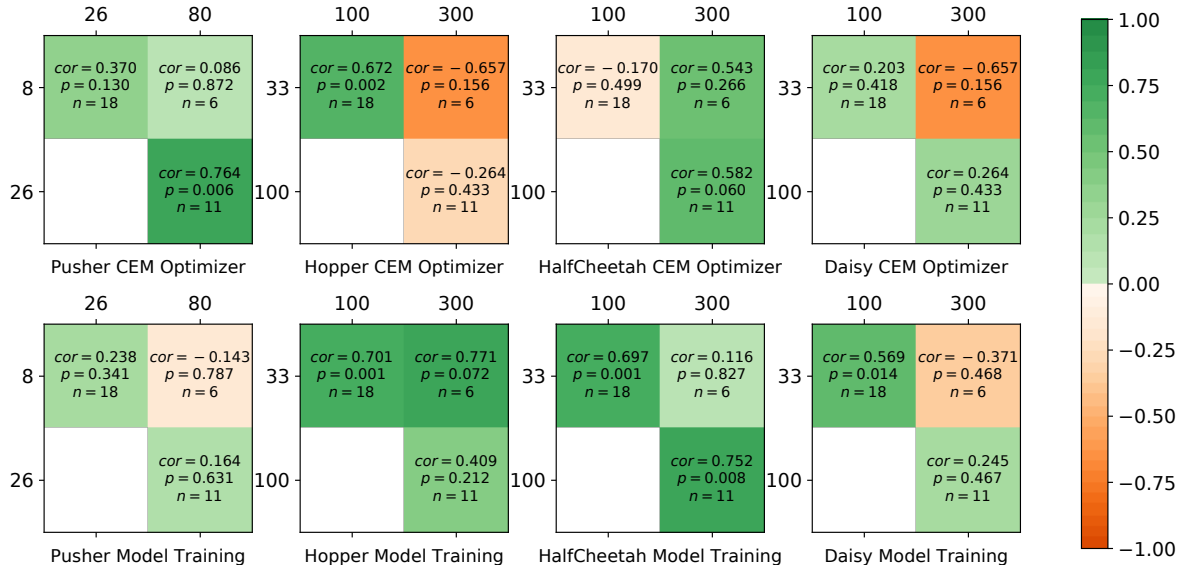 26 80 100 300 100 300 100 300
8
cor = 0.370
p = 0.130
n = 18
cor = 0.086
p = 0.872
n = 6
26
cor = 0.764
p = 0.006
n = 11
Pusher CEM Optimizer
33
cor = 0.672
p = 0.002
n = 18
cor = − 0.657
p = 0.156
n = 6
100
cor = − 0.264
p = 0.433
n = 11
Hopper CEM Optimizer
33
cor = − 0.170
p = 0.499
n = 18
cor = 0.543
p = 0.266
n = 6
100
cor = 0.582
p = 0.060
n = 11
HalfCheetah CEM Optimizer
33
cor = 0.203
p = 0.418
n = 18
cor = − 0.657
p = 0.156
n = 6
100
cor = 0.264
p = 0.433
n = 11
Daisy CEM Optimizer
26 80 100 300 100 300 100 300
8
cor = 0.238
p = 0.341
n = 18
cor = − 0.143
p = 0.787
n = 6
26
cor = 0.164
p = 0.631
n = 11
Pusher Model Training
33
cor = 0.701
p = 0.001
n = 18
cor = 0.771
p = 0.072
n = 6
100
cor = 0.409
p = 0.212
n = 11
Hopper Model Training
33
cor = 0.697
p = 0.001
n = 18
cor = 0.116
p = 0.827
n = 6
100
cor = 0.752
p = 0.008
n = 11
HalfCheetah Model Training
33
cor = 0.569
p = 0.014
n = 18
cor = − 0.371
p = 0.468
n = 6
100
cor = 0.245
p = 0.467
n = 11
Daisy Model Training
1.00
0.75
0.50
0.25
0.00
−0.25
−0.50
−0.75
−1.00